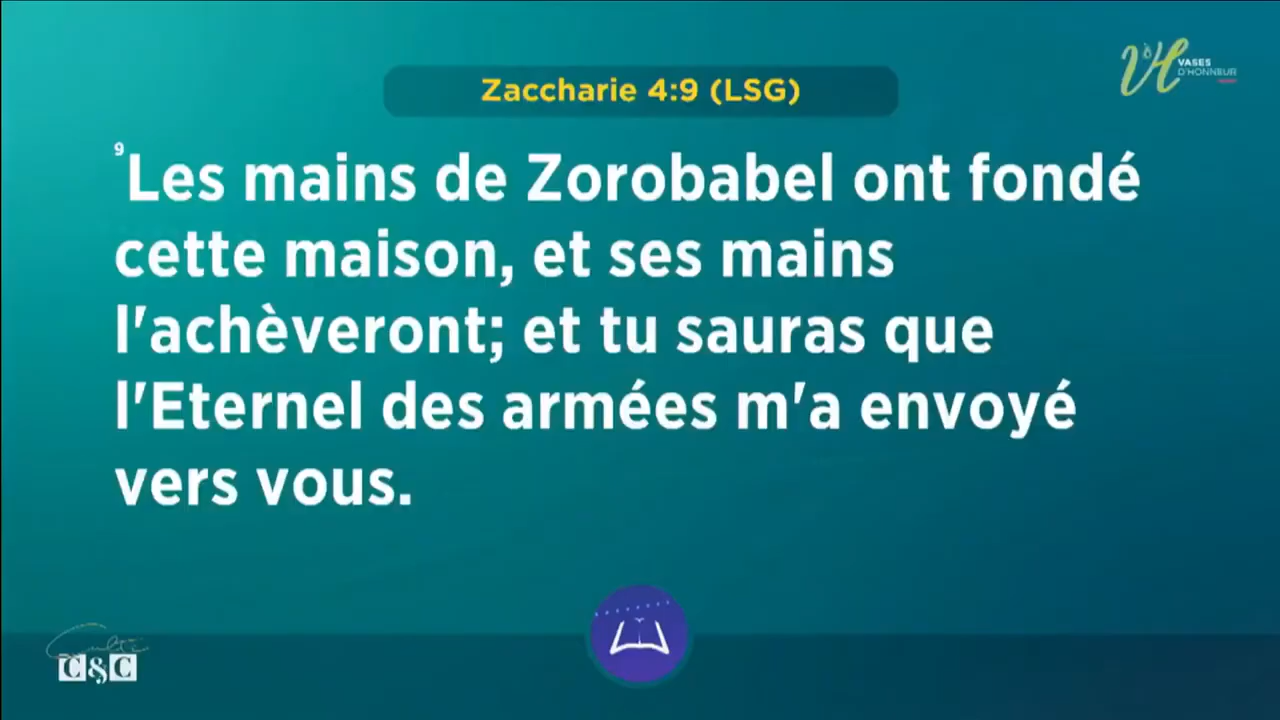 Zaccharie 4:9 (LSG)
VASES
D'HONNEUR
9 Les mains de Zorobabel ont fondé
cette maison, et ses mains
l'achèveront; et tu sauras que
l'Eternel des armées m'a envoyé
vers vous.
Culte
C&C